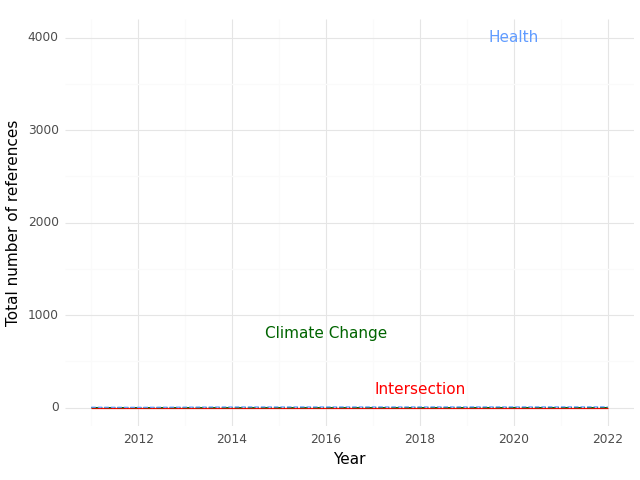 4000
3000
2000
1000
0
Total number of references
Health
Climate Change
Intersection
2012
2014
2016
2018
2020
2022
Year